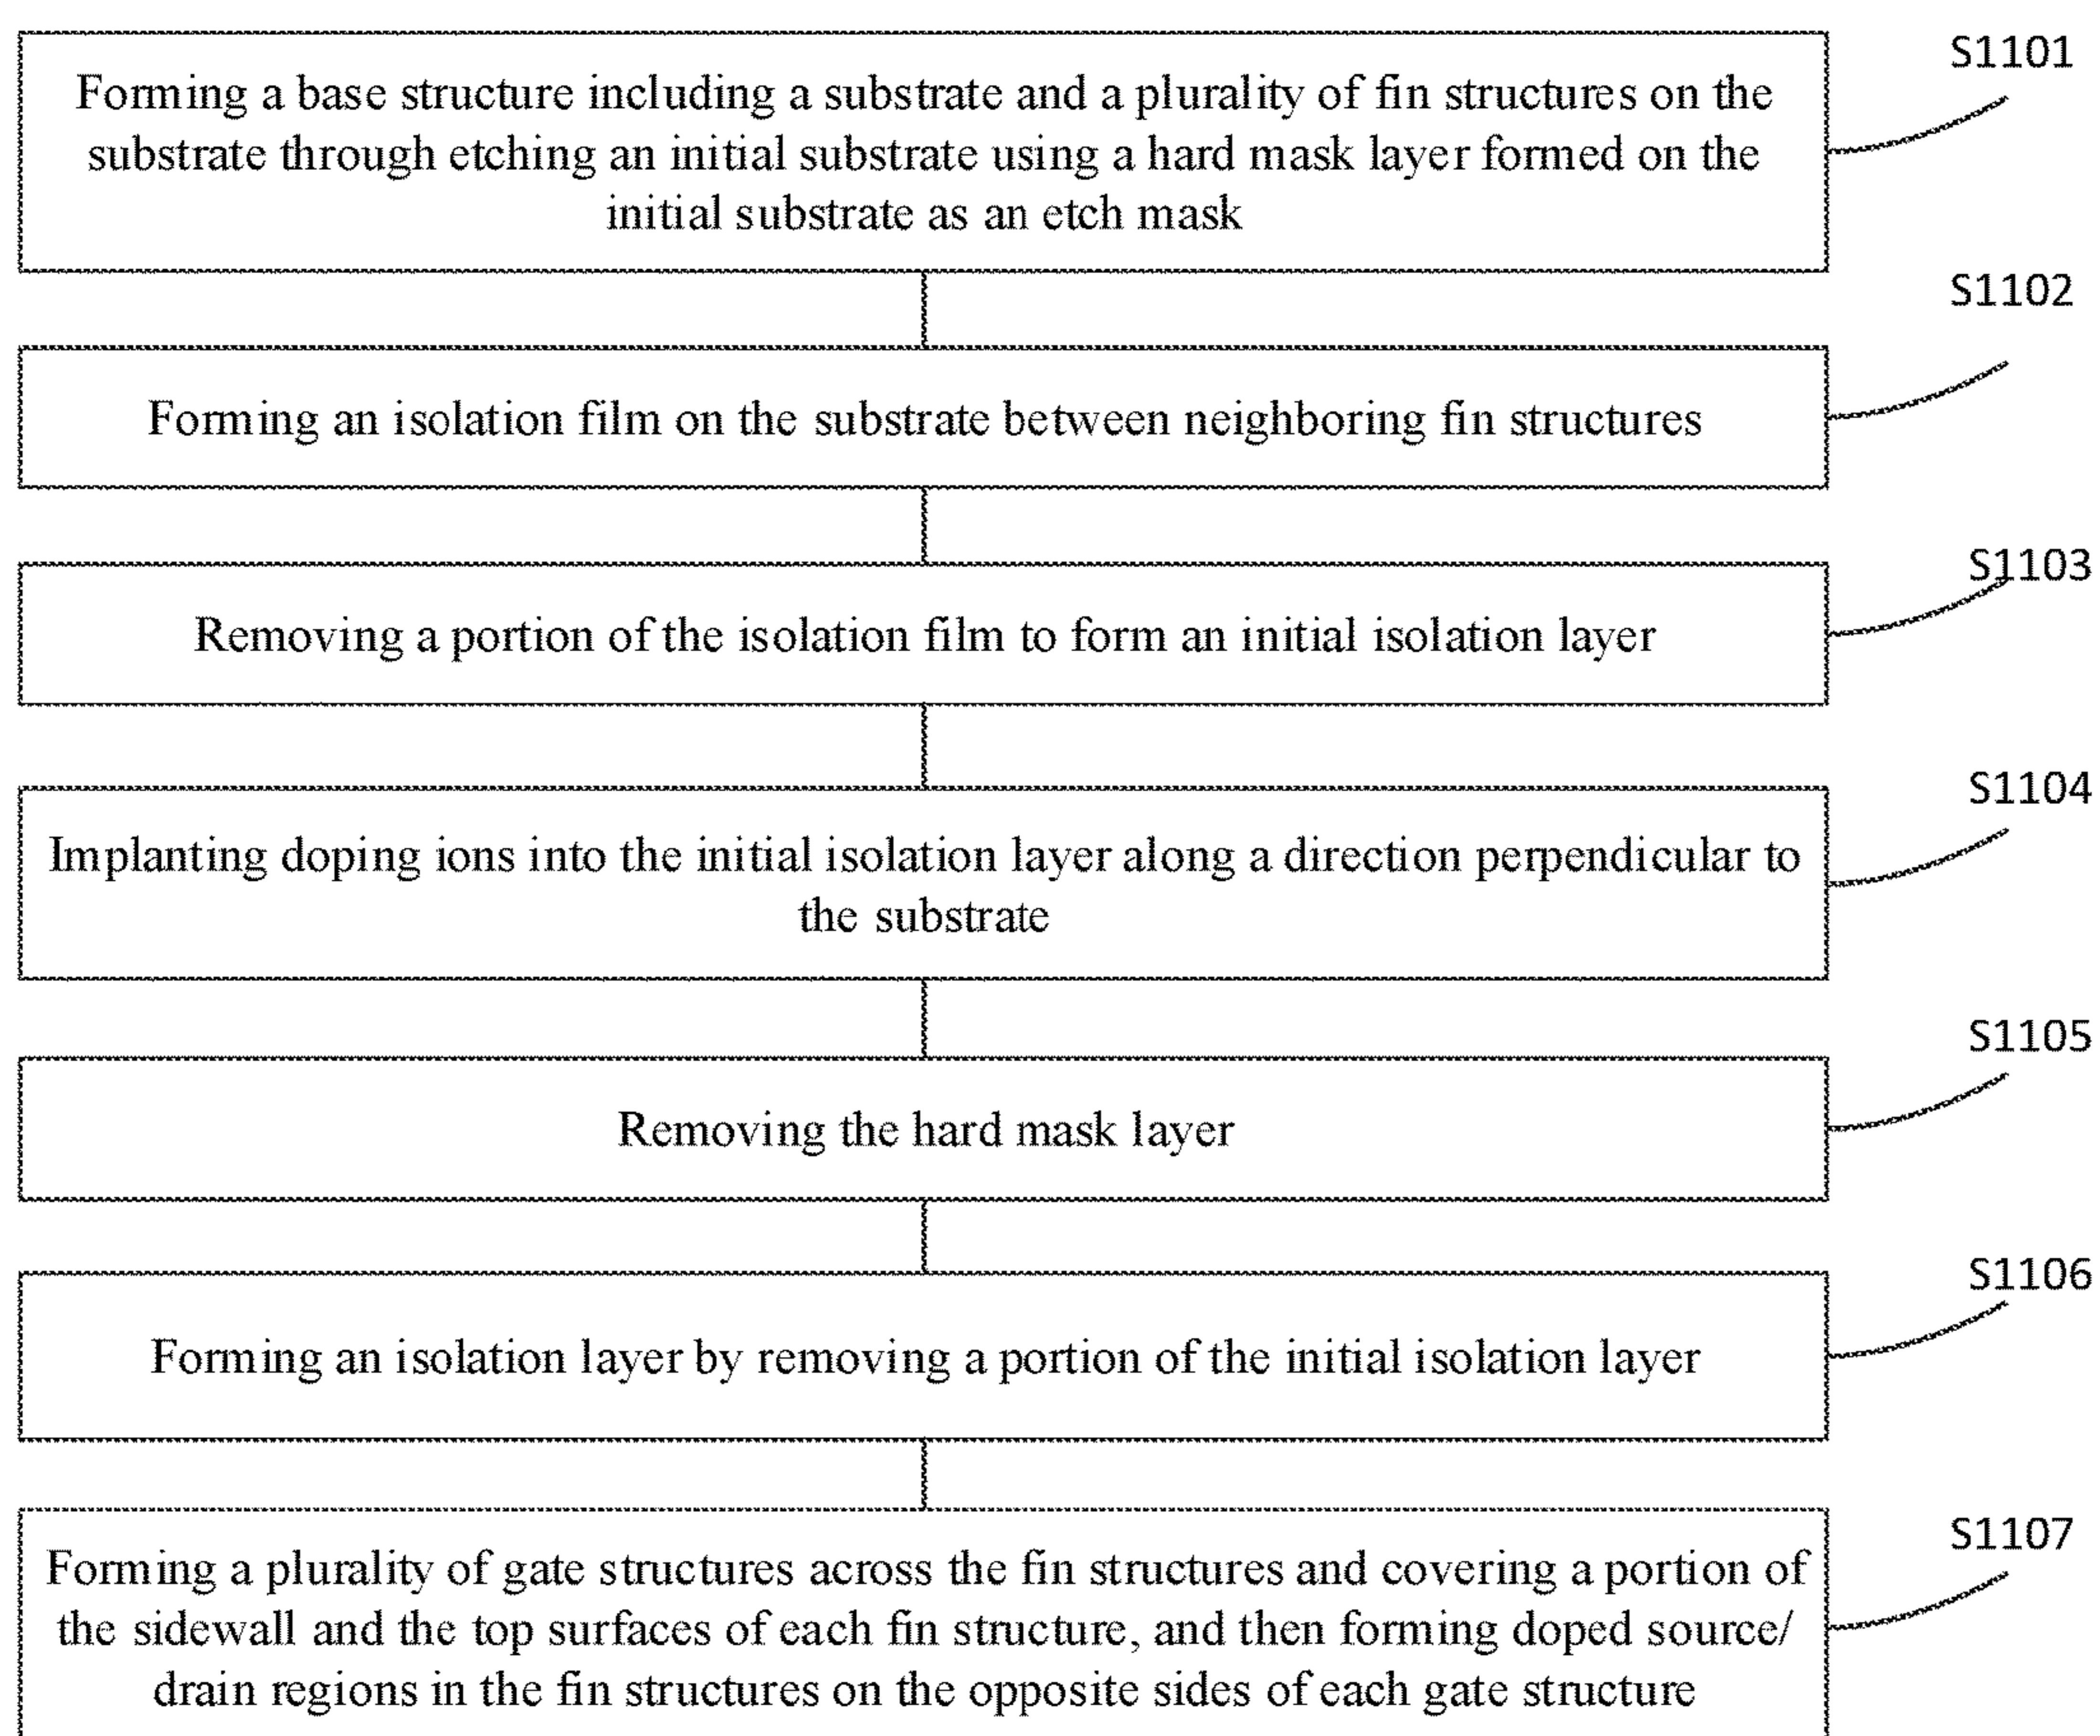 S1101
Forming a base structure including a substrate and a plurality of fin structures on the
substrate through etching an initial substrate using a hard mask layer formed on the
initial substrate as an etch mask
S1102
Forming an isolation film on the substrate between neighboring fin structures
S1103
Removing a portion of the isolation film to form an initial isolation layer
S1104
Implanting doping ions into the initial isolation layer along a direction perpendicular to
the substrate
S1105
Removing the hard mask layer
S1106
Forming an isolation layer by removing a portion of the initial isolation layer
S1107
Forming a plurality of gate structures across the fin structures and covering a portion of
the sidewall and the top surfaces of each fin structure, and then forming doped source/
drain regions in the fin structures on the opposite sides of each gate structure